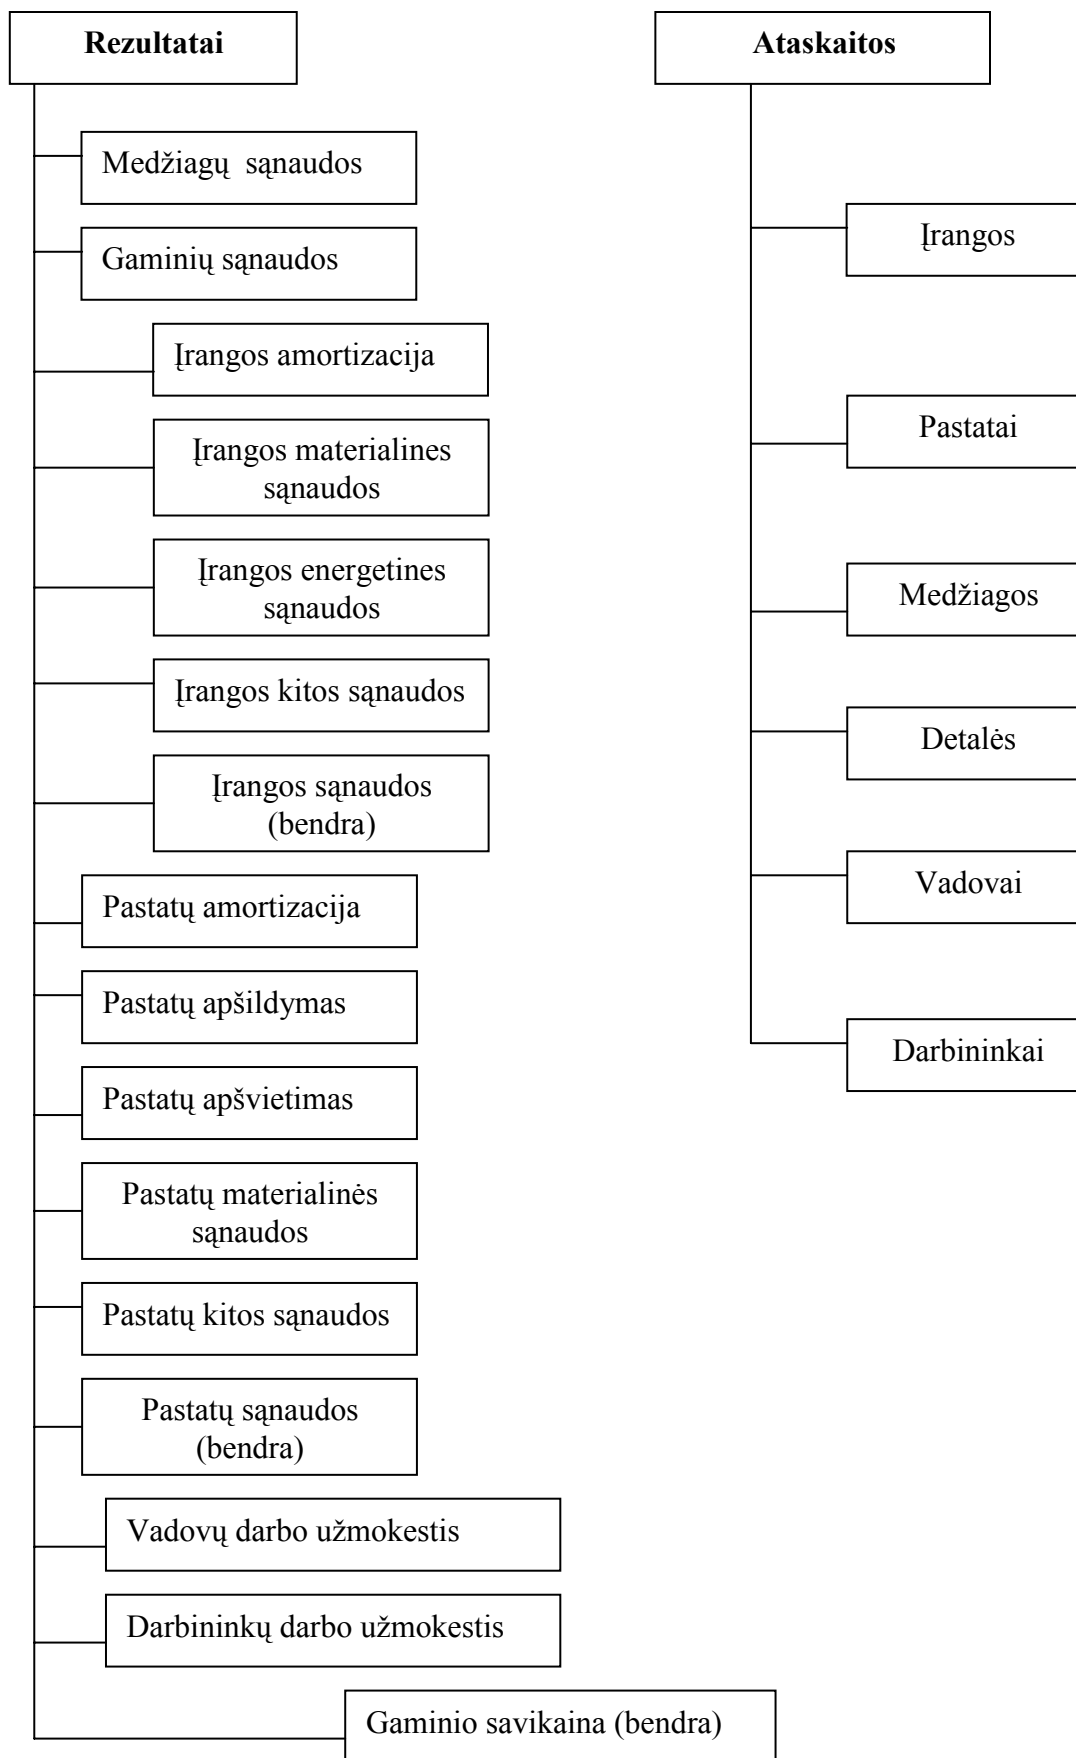 Rezultatai
Medžiagų sąnaudos
Gaminių sąnaudos
Įrangos amortizacija
Įrangos materialines
sąnaudos
Įrangos energetines
sąnaudos
Įrangos kitos sąnaudos
Įrangos sąnaudos
(bendra)
Pastatų amortizacija
Pastatų apšildymas
Pastatų apšvietimas
Pastatų materialinės
sąnaudos
Pastatų kitos sąnaudos
Pastatų sąnaudos
(bendra)
Vadovų darbo užmokestis
Darbininkų darbo užmokestis
Gaminio savikaina (bendra)
Ataskaitos
Įrangos
Pastatai
Medžiagos
Detalės
Vadovai
Darbininkai